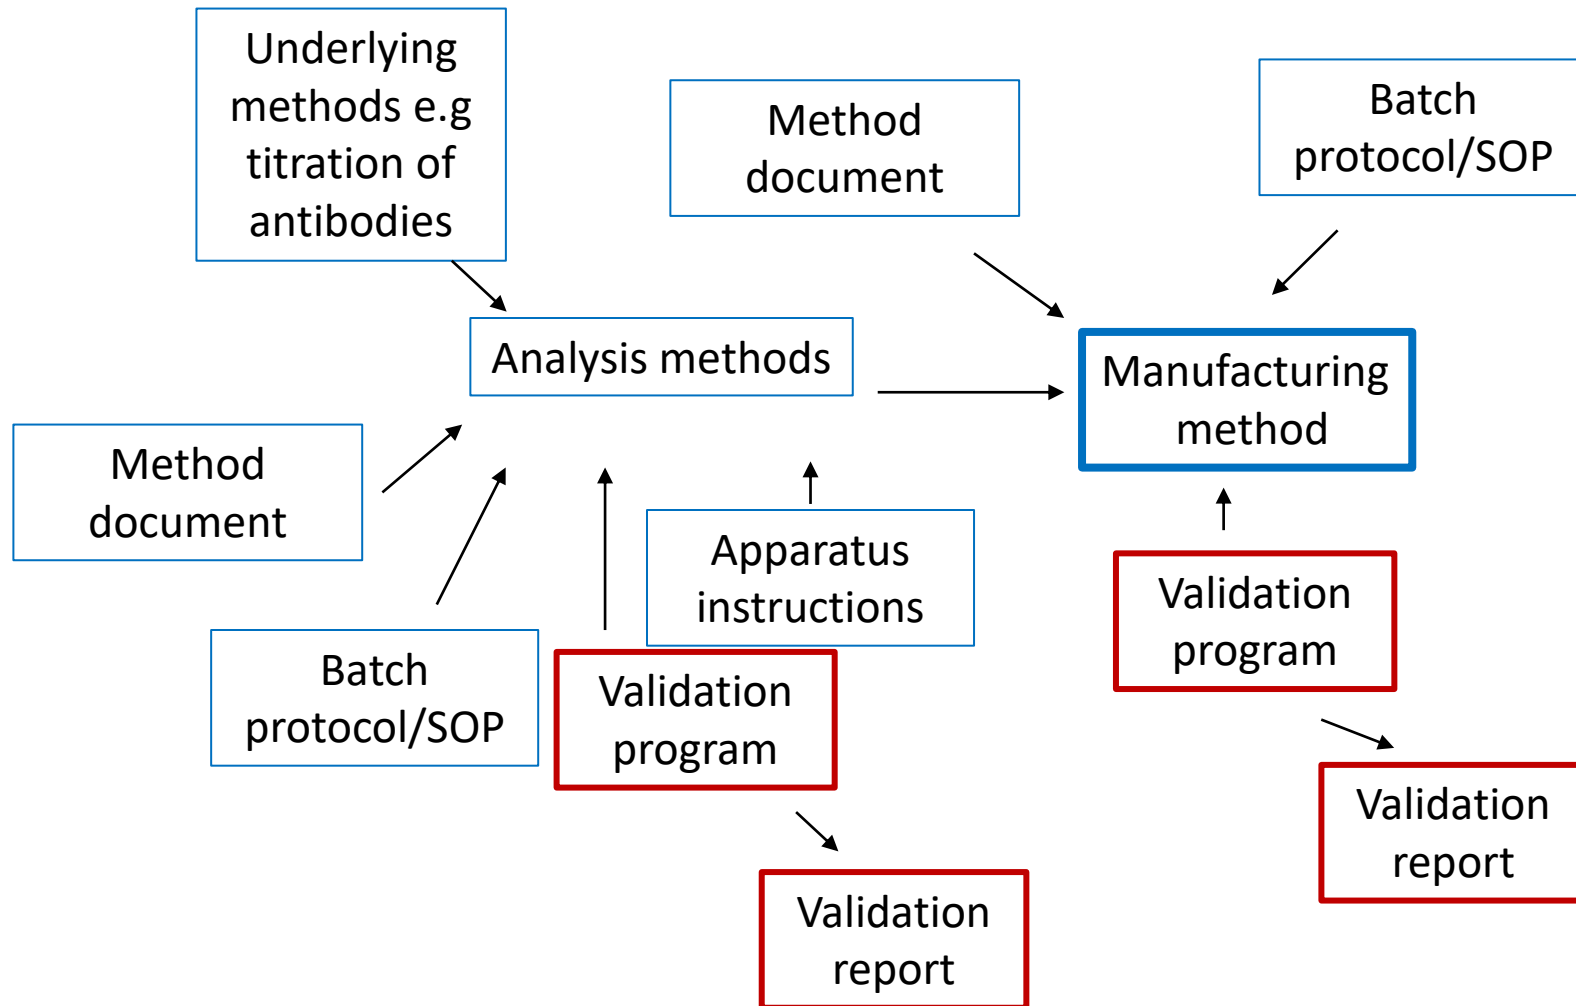 Underlying
methods e.g
titration of
antibodies
Method
document
Batch
protocol/SOP
Analysis methods
Manufacturing
method
Method
document
Apparatus
instructions
Validation
program
Batch
protocol/SOP
Validation
program
Validation
report
Validation
report